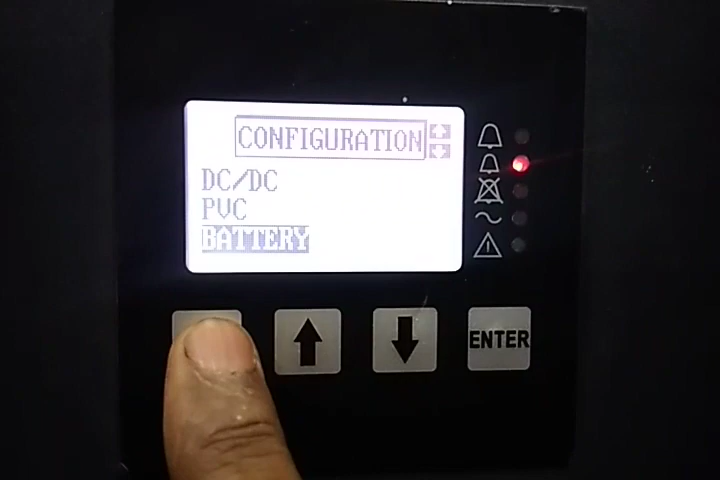 CONFIGURATION
DC/DC
PVC
BATTERY
ENTER